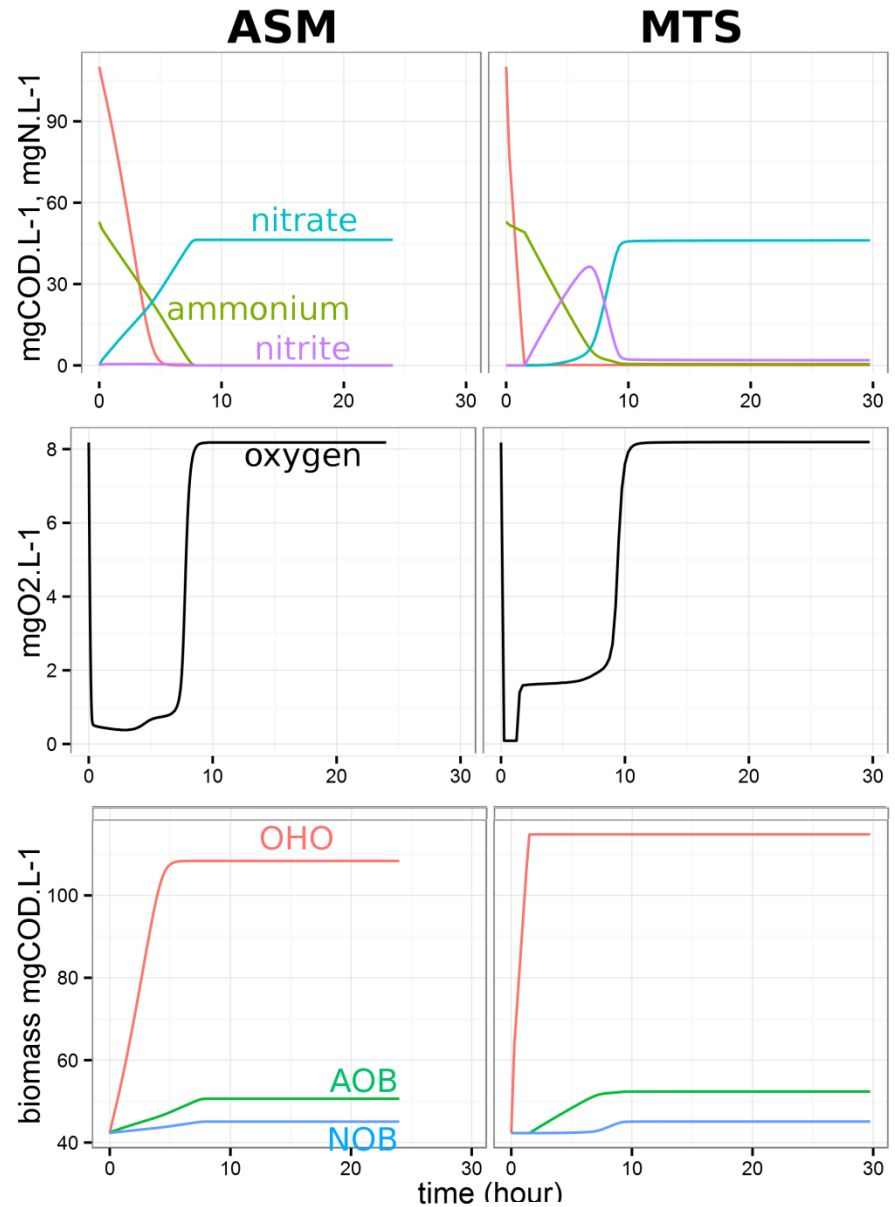 ASM MTS
mgCOD.L-1, mgN.L-1
90
60
30
0
nitrate
ammonium
nitrite
0 10 20 30
0 10 20 30
mgO2.L-1
8
6
4
2
0
oxygen
0 10 20 30
0 10 20 30
biomass mgCOD.L-1
100
80
60
40
OHO
AOB
NOB
0 10 20 30
0 10 20 30
time (hour)